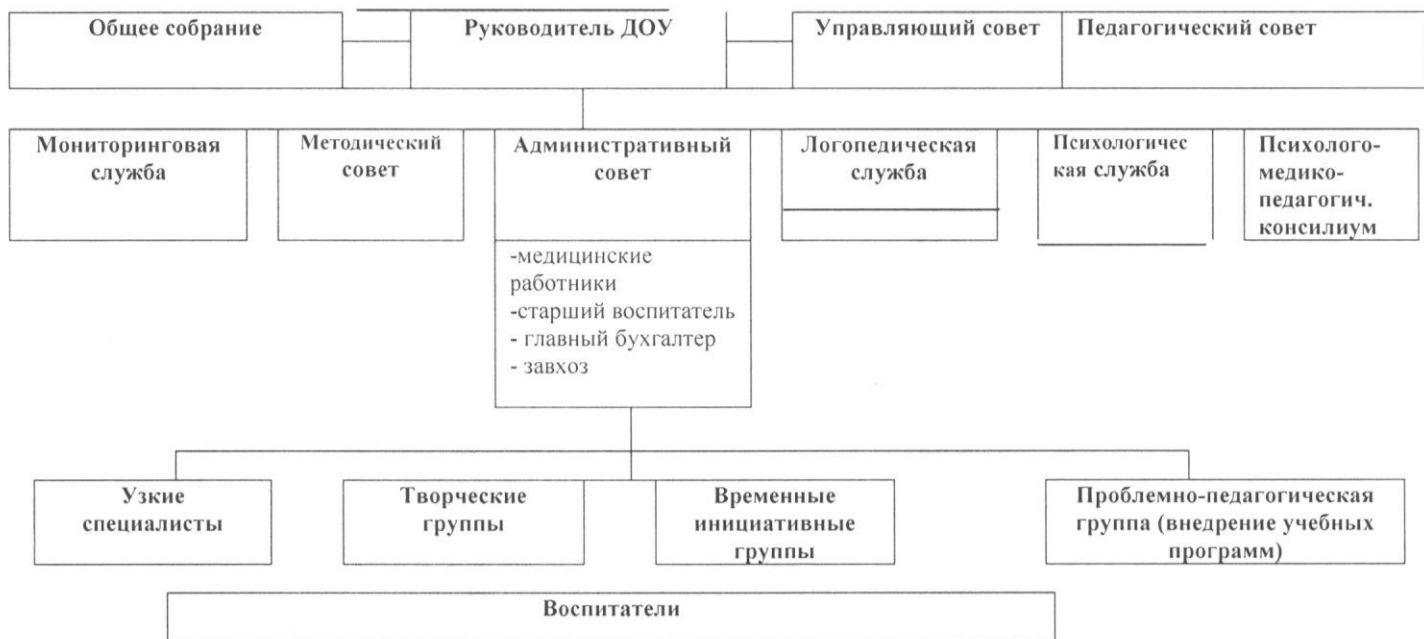 Общее собрание
Руководитель ДОУ
Управляющий совет
Педагогический совет
Мониторинговая
служба
Методический
совет
Административный
совет
Логопедическая
служба
Психологичес
кая служба
Психолого-
медико-
педагогич.
консилиум
-медицинские
работники
-старший воспитатель
- главный бухгалтер
- завхоз
Узкие
специалисты
Творческие
группы
Временные
инициативные
группы
Проблемно-педагогическая
группа (внедрение учебных
программ)
Воспитатели